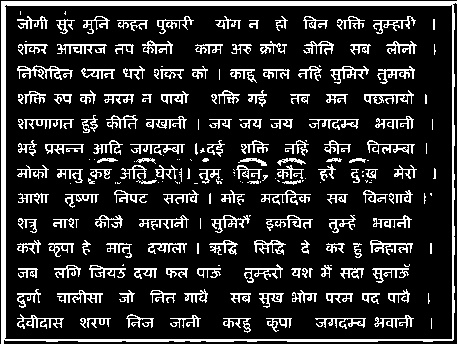 जोगी सुर मुनि कहत पुकारी योग न हो बिन शक्ति तुम्हारी ।
शंकर आचारज तप कीनो काम अरु क्रोध जीति सब लीनो ।
निशिदिन ध्यान धरो शंकर को । काहू काल नहिं सुमिरो तुमको
शक्ति रुप को मरम न पायो शक्ति गई तब मन पछतायो ।
शरणागत हुई कीर्ति बखानी । जय जय जय जगदम्ब भवानी ।
भई प्रसन्न आदि जगदम्बा । दई शक्ति नहिं कीन विलम्बा ।
मोको मातु कृष्ट अति घेरो । तुम बिन, कौन हरै दुःख मेरो ।
आशा तृष्णा निपट सतावै । मोह मदादिक सब विनशावै ।
शत्रु नाश कीजै महारानी । सुमिरौं इकचित तुम्हें भवानी
करौ कृपा हे मातु दयाला । ऋद्धि सिद्धि दे कर हु निहाला ।
जब लगि जियउं दया फल पाऊं तुम्हरो यश मैं सदा सुनाऊँ
दुर्गा चालीसा जो नित गावै सब सुख भोग परम पद पावै ।
देवीदास शरण निज जानी करहु कृपा जगदम्ब भवानी ।